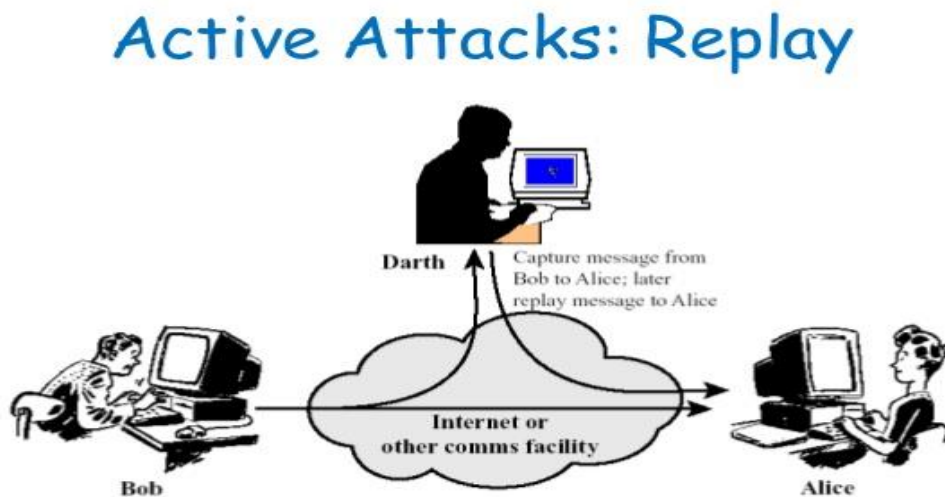 Active Attacks: Replay
Darth
Capture message from
Bob to Alice; later
replay message to Alice
Internet or
other comms facility
Bob
Alice